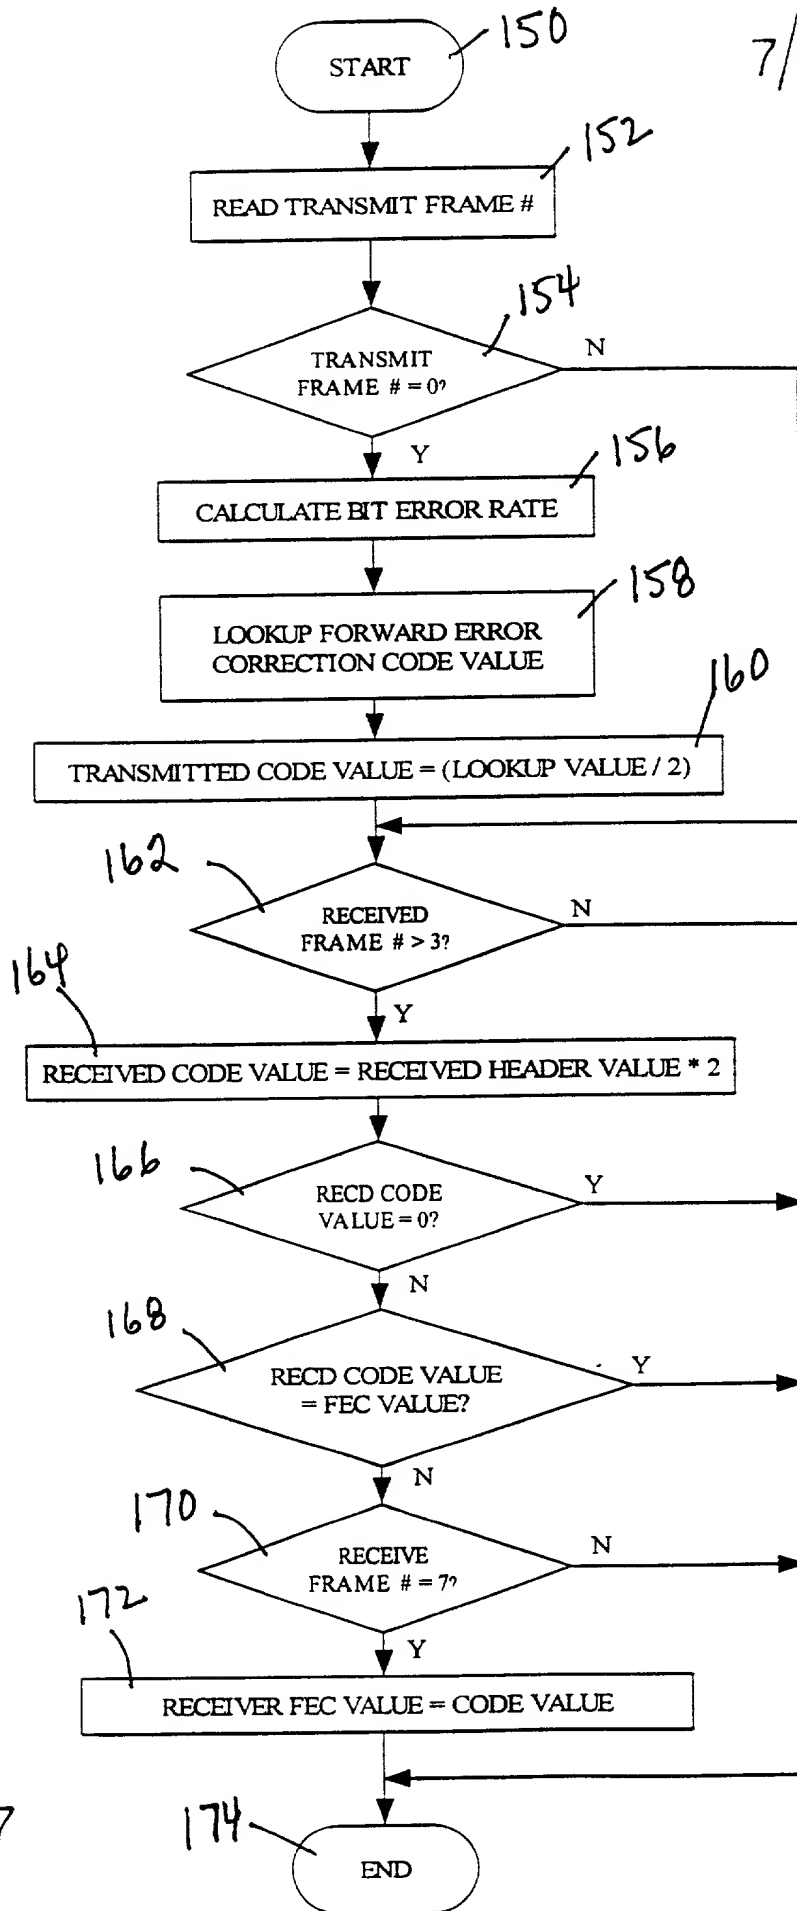 150
7/
START
152
READ TRANSMIT FRAME #
154
TRANSMIT
FRAME # = 0?
N
Y
156
CALCULATE BIT ERROR RATE
158
LOOKUP FORWARD ERROR
CORRECTION CODE VALUE
160
TRANSMITTED CODE VALUE = (LOOKUP VALUE / 2)
162
RECEIVED
FRAME # > 3?
N
164
Y
RECEIVED CODE VALUE = RECEIVED HEADER VALUE * 2
166
RECD CODE
VALUE = 0?
Y
N
168
RECD CODE VALUE
= FEC VALUE?
Y
N
170
RECEIVE
FRAME # = 7?
N
172
Y
RECEIVER FEC VALUE = CODE VALUE
7
174
END